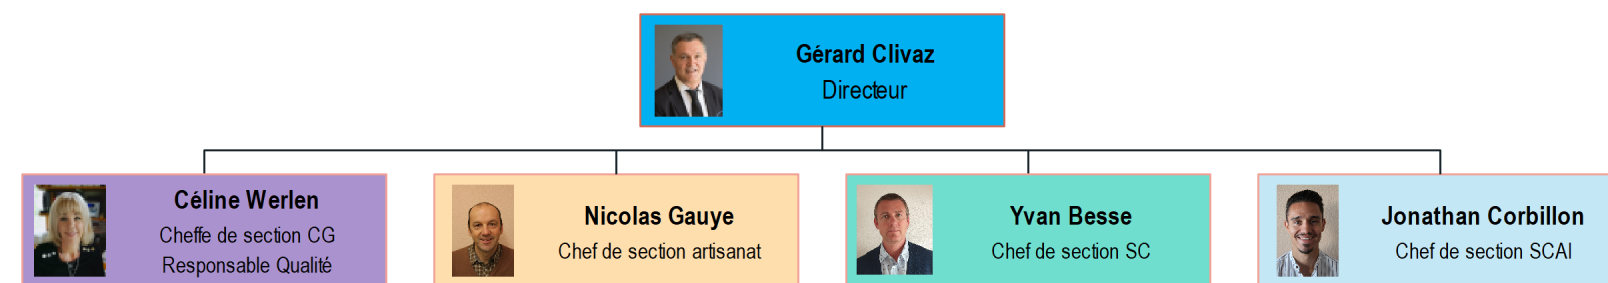 Gérard Clivaz
Directeur
Céline Werlen
Cheffe de section CG
Responsable Qualité
Nicolas Gauye
Chef de section artisanat
Yvan Besse
Chef de section SC
Jonathan Corbillon
Chef de section SCAI